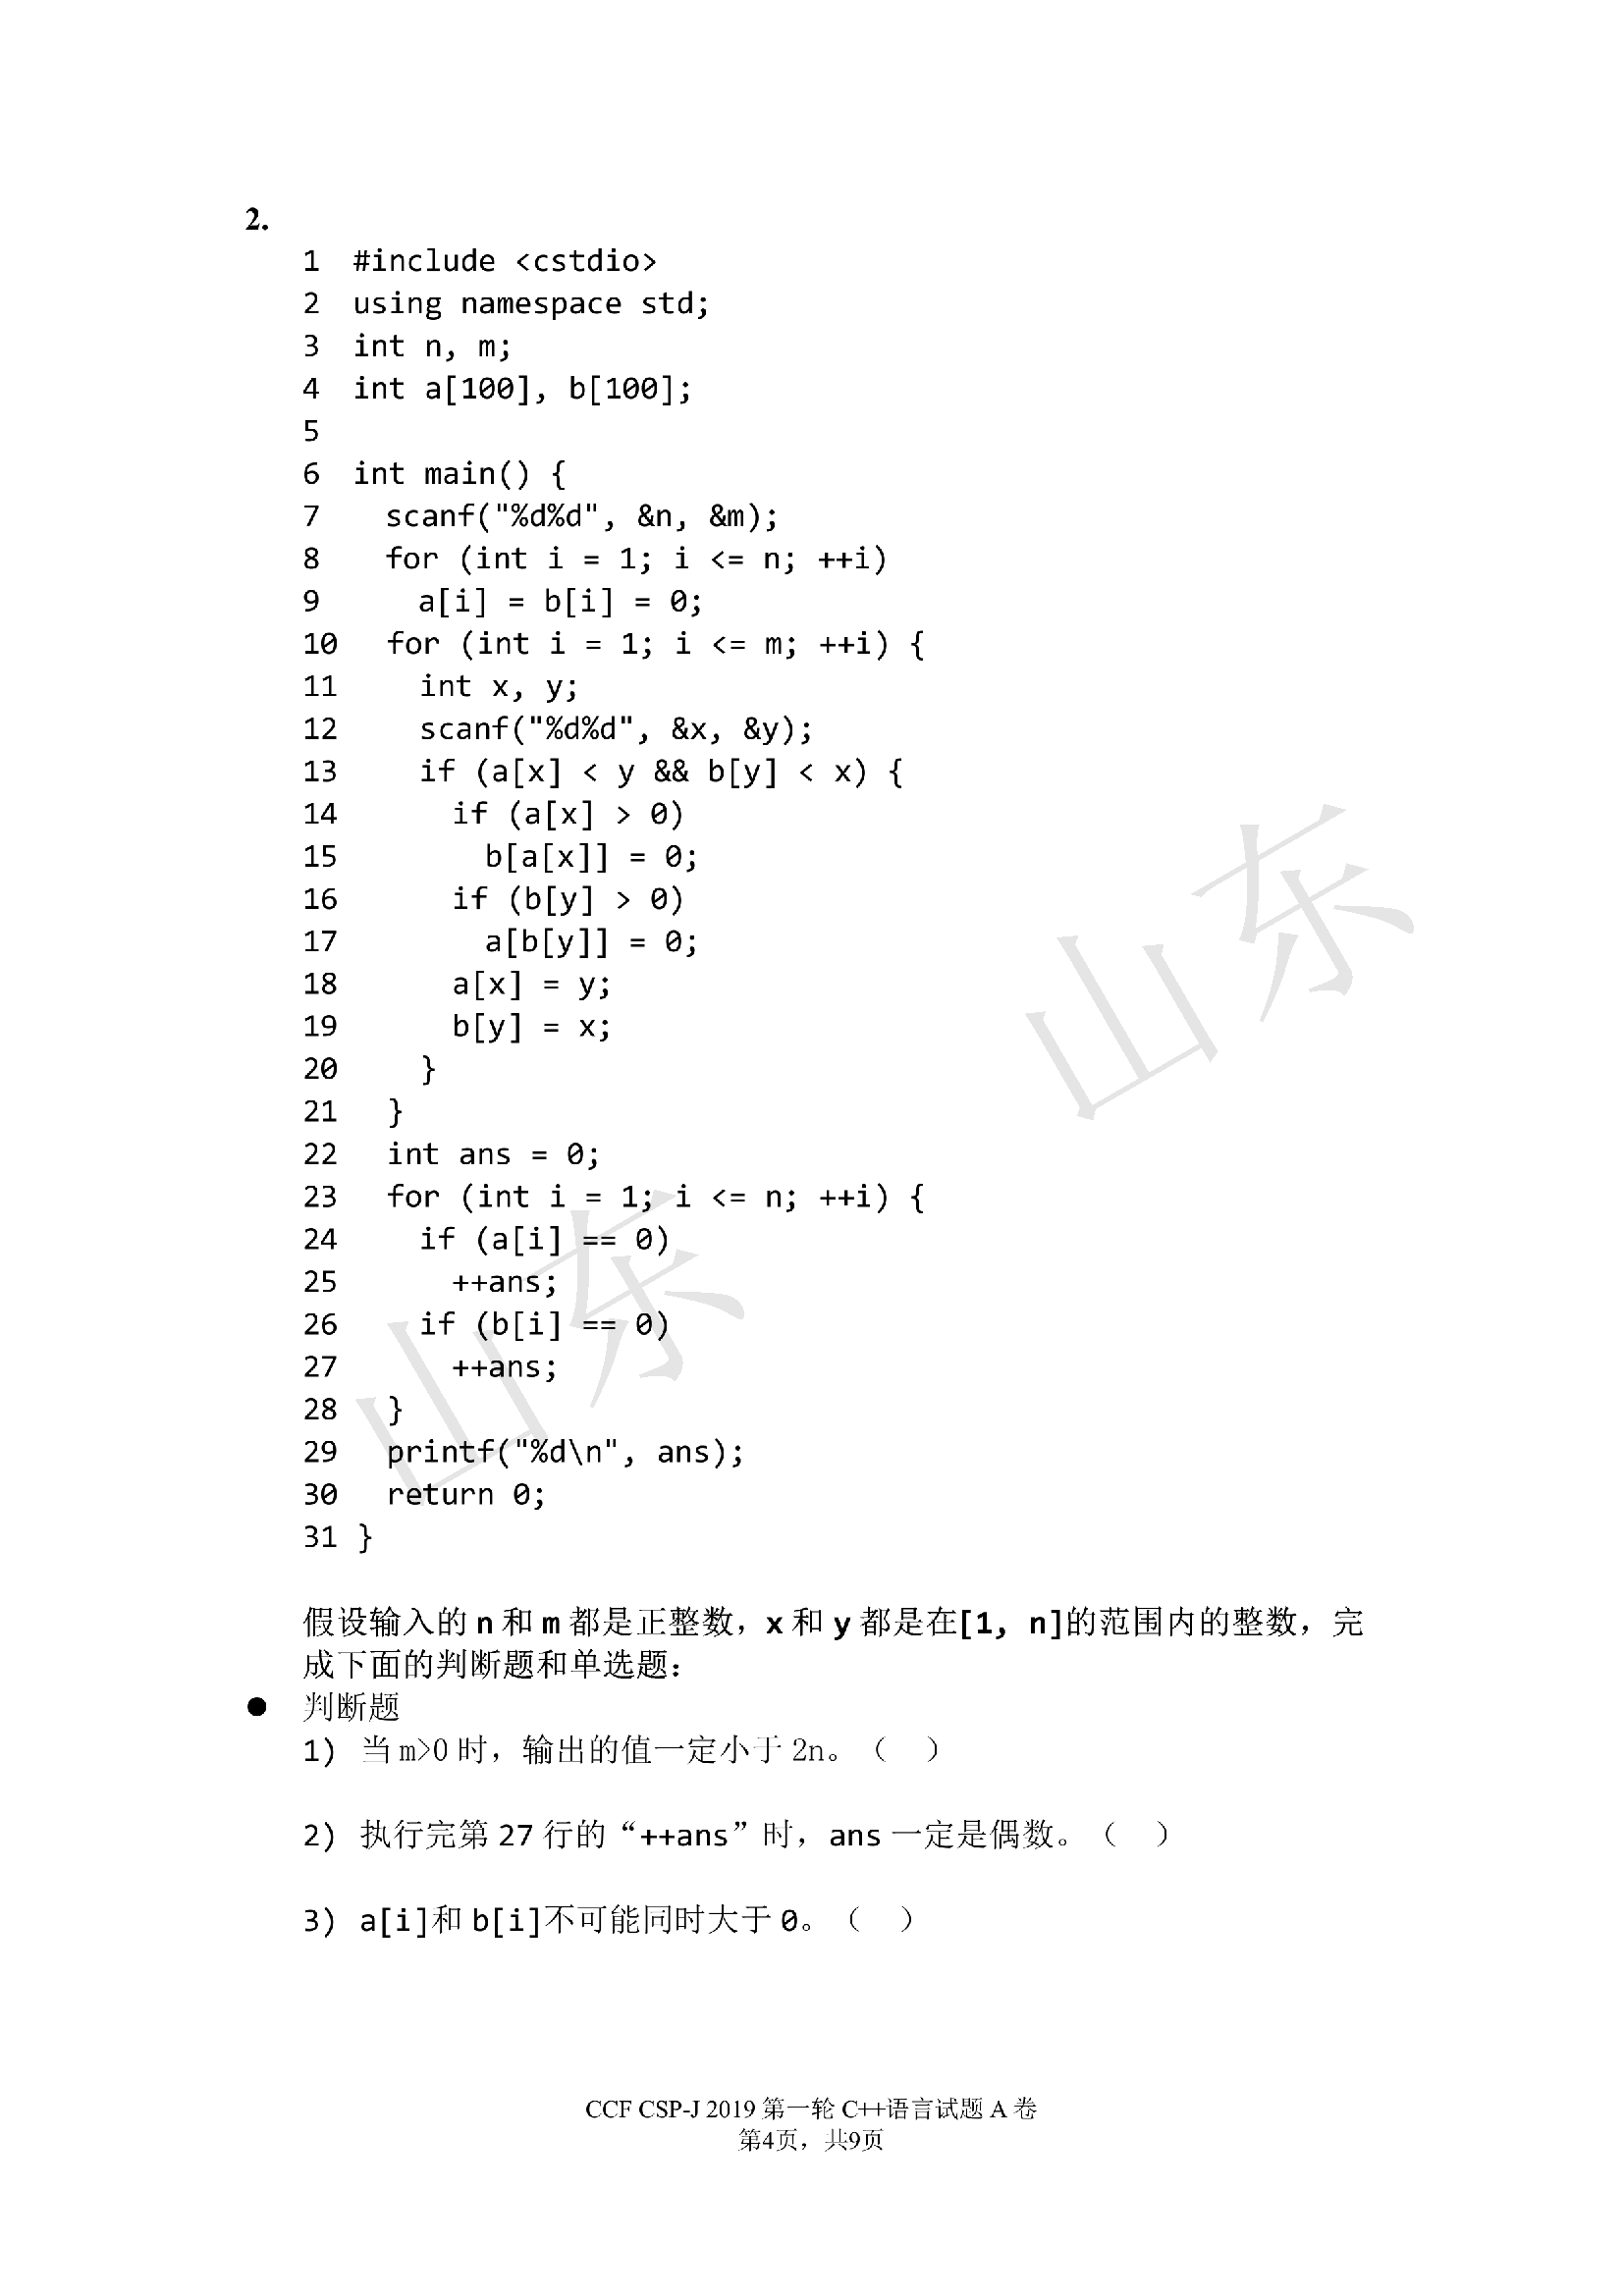 2.
1 #include <cstdio>
2 using namespace std;
3 int n, m;
4 int a[100], b[100];
5
6 int main() {
7   scanf("%d%d", &n, &m);
8   for (int i = 1; i <= n; ++i)
9     a[i] = b[i] = 0;
10   for (int i = 1; i <= m; ++i) {
11     int x, y;
12     scanf("%d%d", &x, &y);
13     if (a[x] < y && b[y] < x) {
14       if (a[x] > 0)
15         b[a[x]] = 0;
16       if (b[y] > 0)
17         a[b[y]] = 0;
18       a[x] = y;
19       b[y] = x;
20     }
21   }
22   int ans = 0;
23   for (int i = 1; i <= n; ++i) {
24     if (a[i] == 0)
25       ++ans;
26     if (b[i] == 0)
27       ++ans;
28   }
29   printf("%d\n", ans);
30   return 0;
31 }
假设输入的 n 和 m 都是正整数，x 和 y 都是在[1, n]的范围内的整数，完
成下面的判断题和单选题：
● 判断题
1) 当 m>0 时，输出的值一定小于 2n。（ ）
2) 执行完第 27 行的“++ans”时，ans 一定是偶数。（ ）
3) a[i]和 b[i]不可能同时大于 0。（ ）
CCF CSP-J 2019 第一轮 C++语言试题 A 卷
第4页，共9页
山东
山东